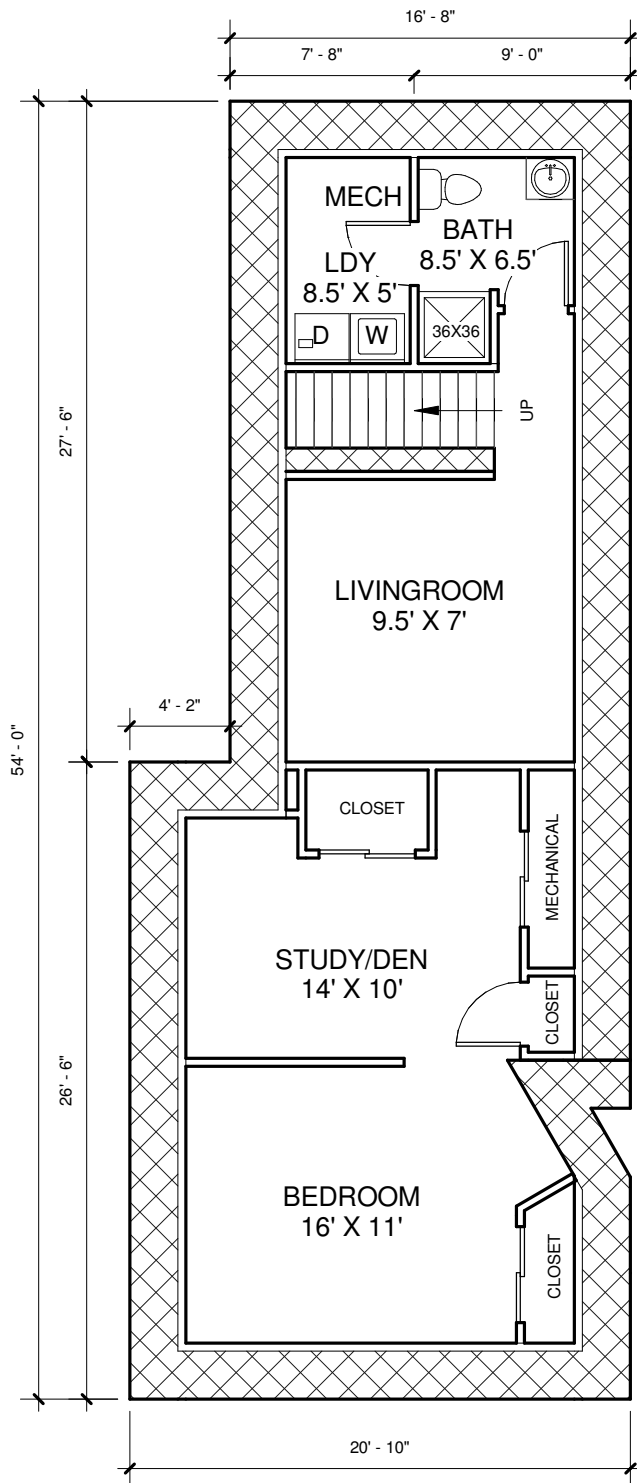 16' - 8"
7' - 8"
9' - 0"
MECH
BATH
8.5' X 6.5'
LDY
8.5' X 5'
D
W
36X36
UP
27' - 6"
LIVINGROOM
9.5' X 7'
4' - 2"
54' - 0"
CLOSET
MECHANICAL
STUDY/DEN
14' X 10'
CLOSET
26' - 6"
BEDROOM
16' X 11'
CLOSET
20' - 10"